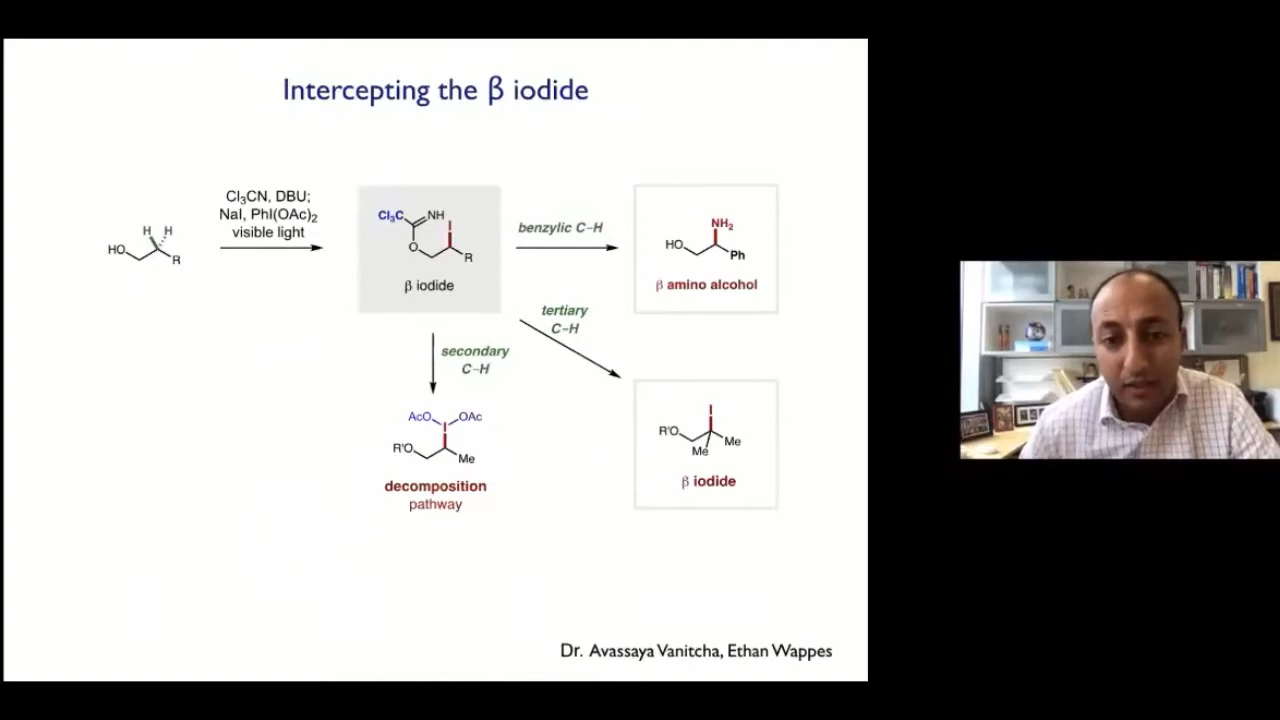 Intercepting the β iodide
Cl₃CN, DBU;
NaI, PhI(OAc)₂
visible light
HO
H
H
R
Cl₃C
NH
I
O
R
β iodide
benzylic C–H
NH₂
HO
Ph
β amino alcohol
tertiary
C–H
secondary
C–H
AcO
OAc
I
R'O
Me
decomposition
pathway
I
R'O
Me
Me
β iodide
Dr. Avassaya Vanitcha, Ethan Wappes